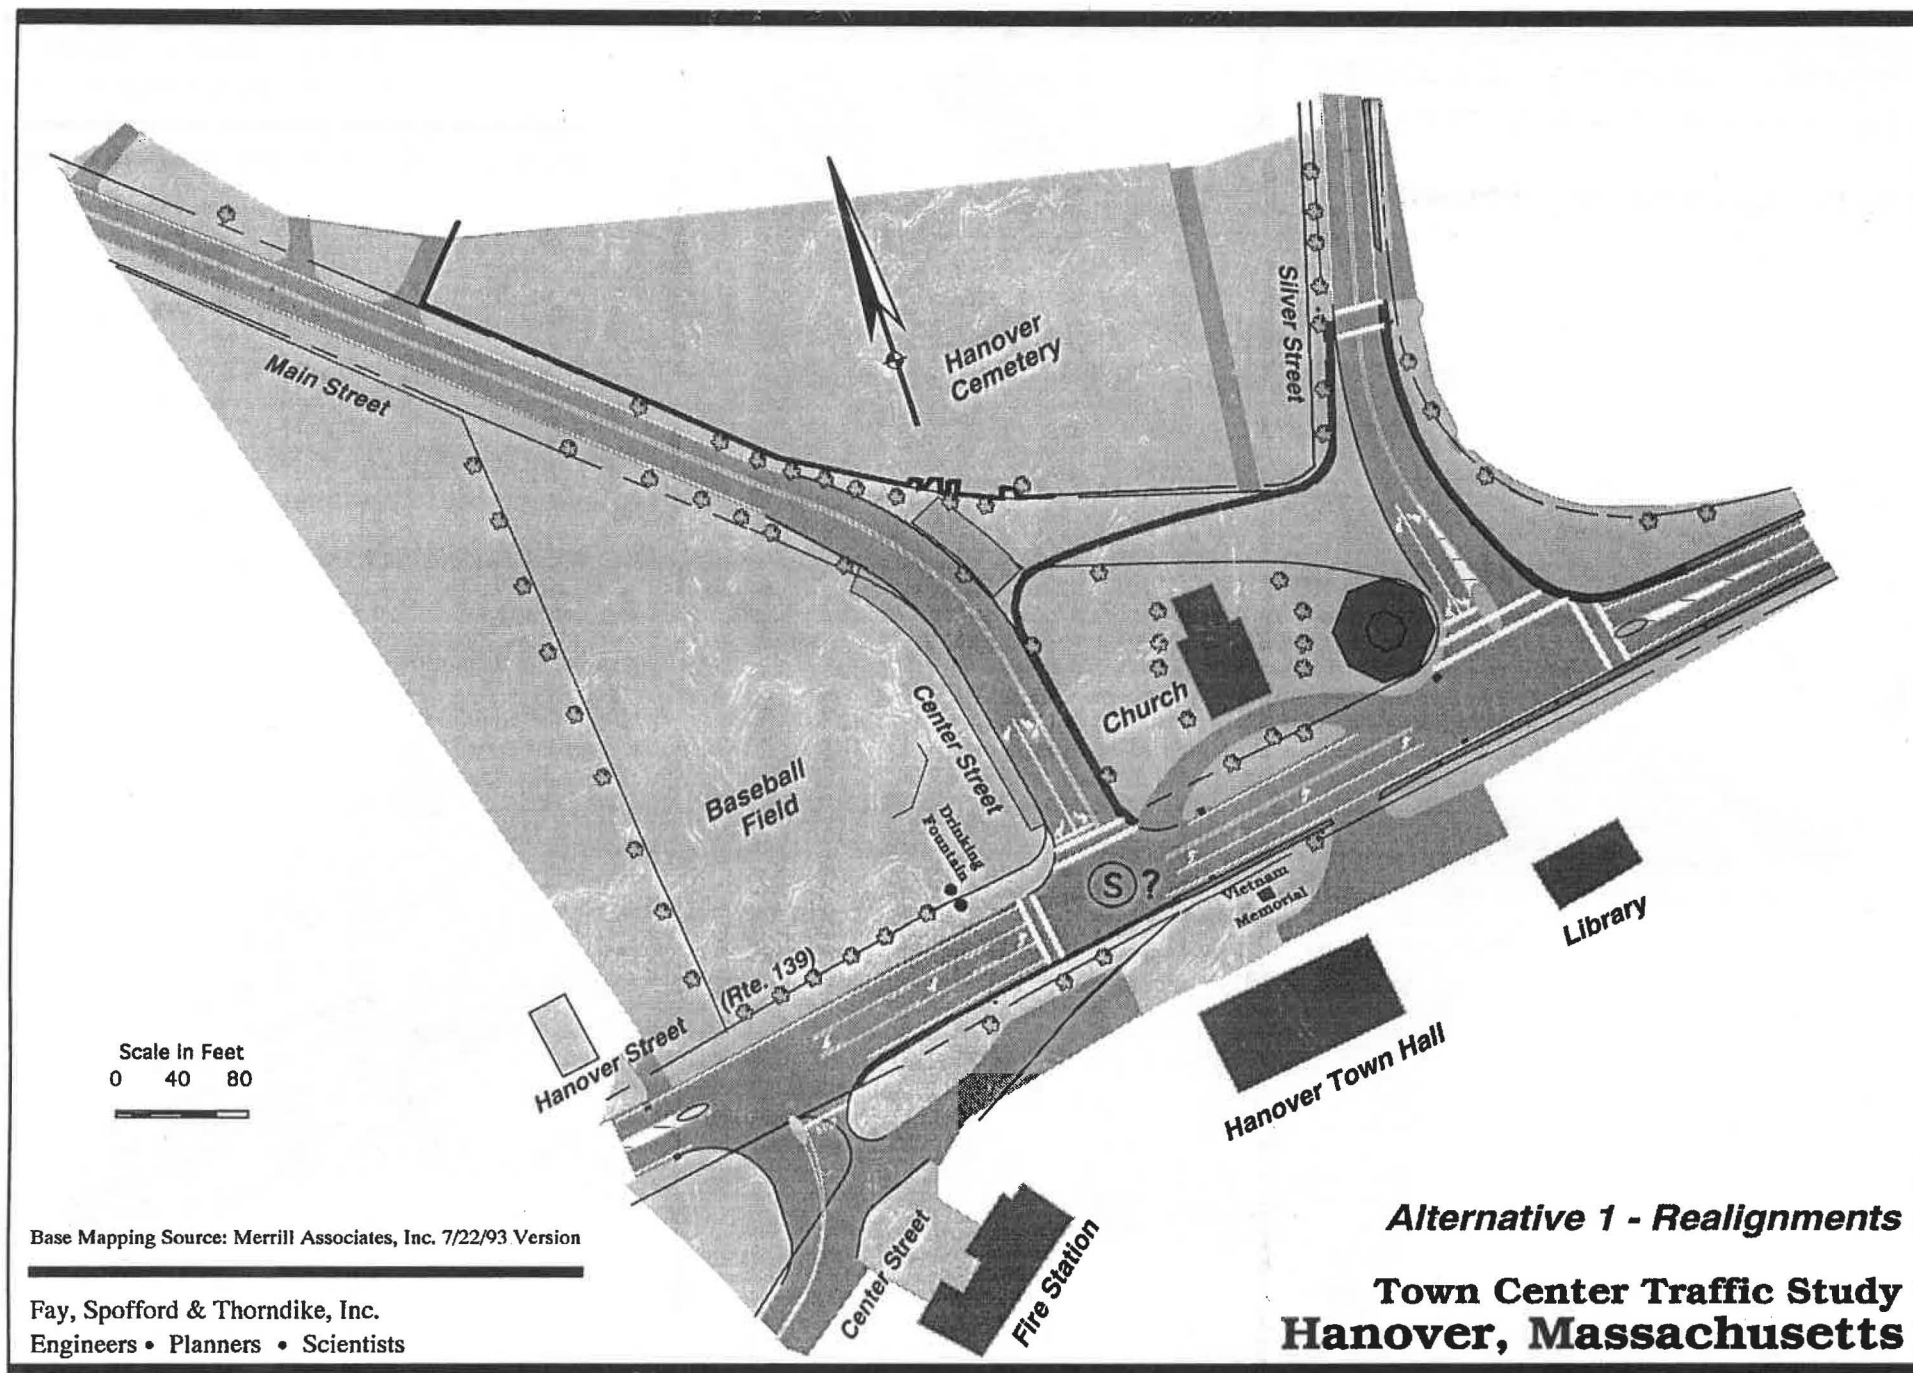 Silver Street
Hanover
Cemetery
Main Street
Church
Center Street
Baseball
Field
Drinking
Fountain
S ?
Vietnam
Memorial
Library
(Rte. 139)
Hanover Street
Hanover Town Hall
Scale In Feet
0 40 80
Center Street
Fire Station
Base Mapping Source: Merrill Associates, Inc. 7/22/93 Version
Fay, Spofford & Thorndike, Inc.
Engineers • Planners • Scientists
Alternative 1 - Realignments
Town Center Traffic Study
Hanover, Massachusetts